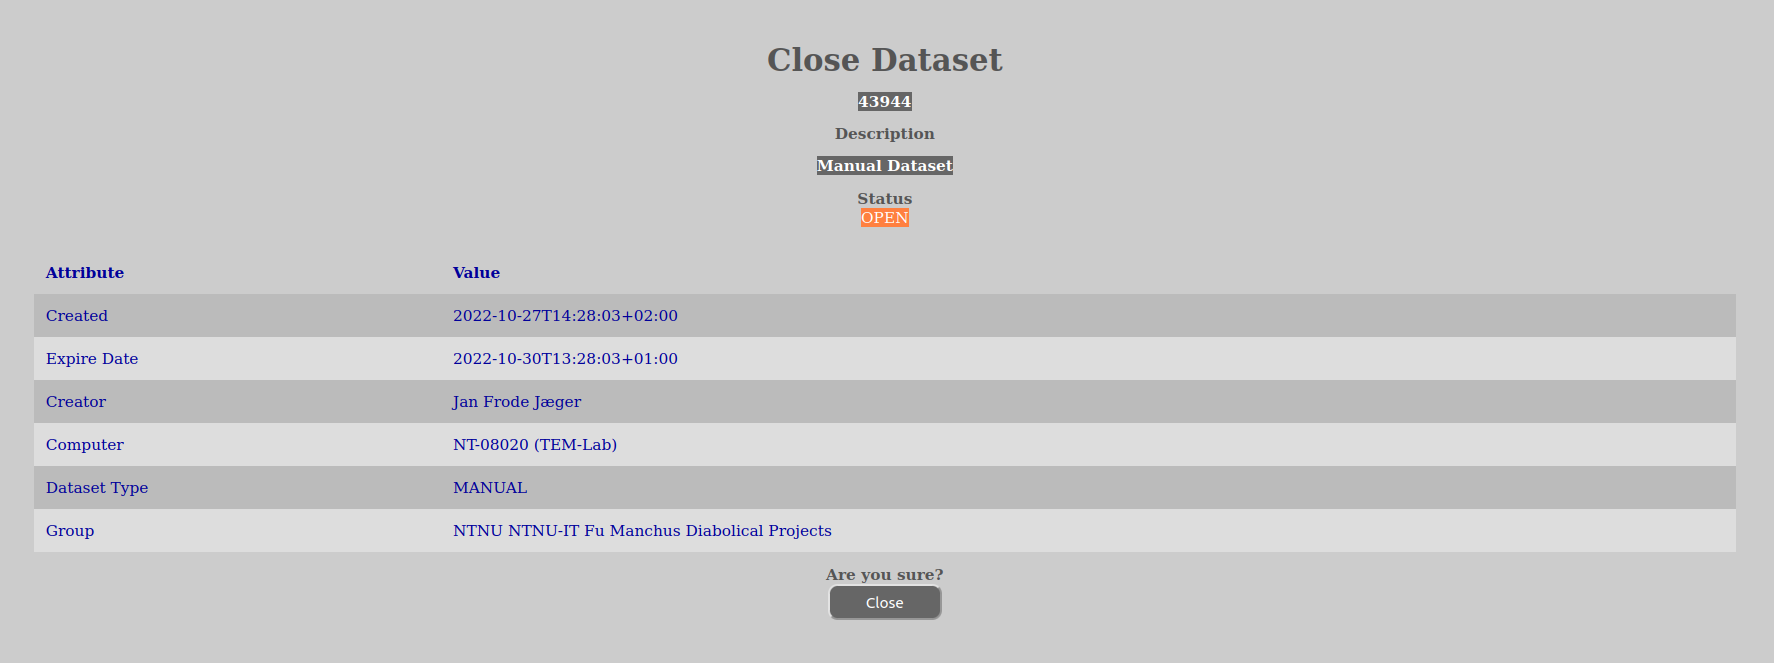 Close Dataset
43944
Description
Manual Dataset
Status
OPEN
Attribute Value
Created 2022-10-27T14:28:03+02:00
Expire Date 2022-10-30T13:28:03+01:00
Creator Jan Frode Jæger
Computer NT-08020 (TEM-Lab)
Dataset Type MANUAL
Group NTNU NTNU-IT Fu Manchus Diabolical Projects
Are you sure?
Close